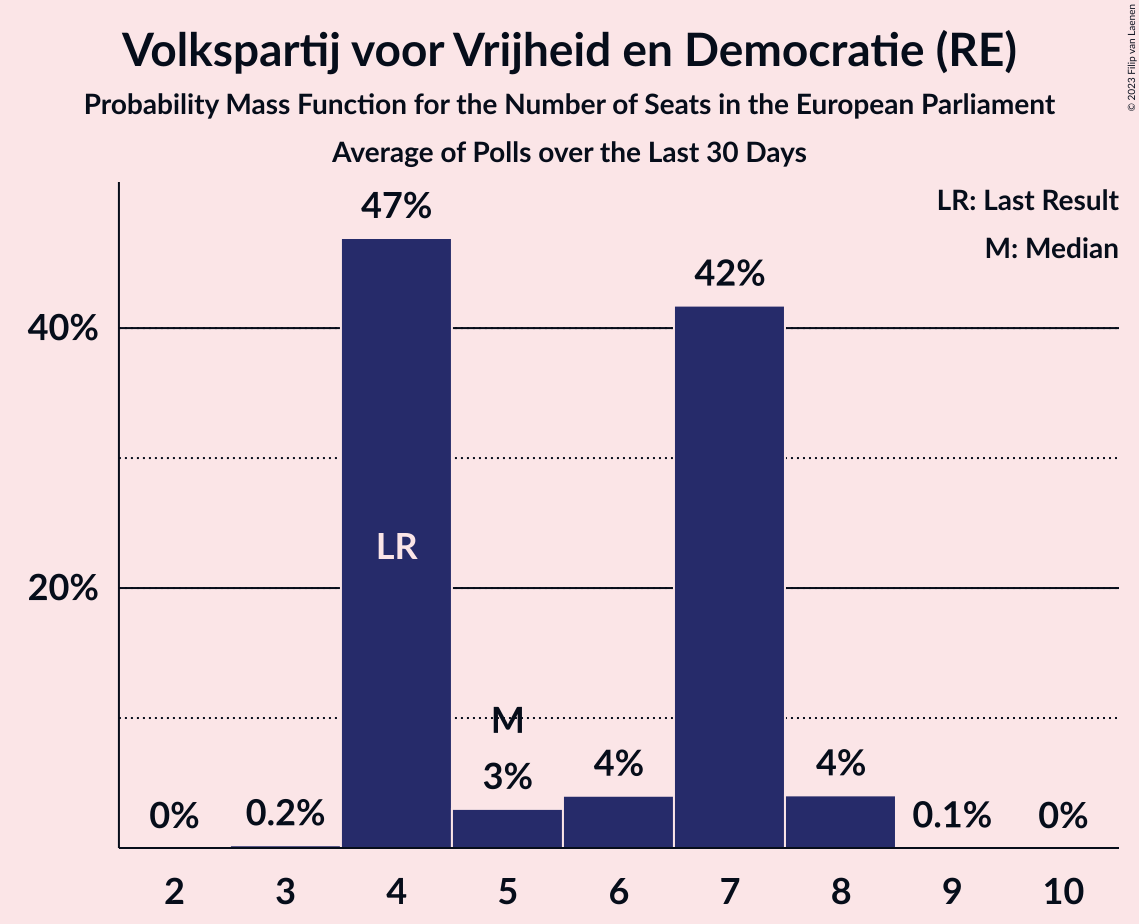 Volkspartij voor Vrijheid en Democratie (RE)
Probability Mass Function for the Number of Seats in the European Parliament
Average of Polls over the Last 30 Days
© 2023 Filip van Laenen
LR: Last Result
M: Median
40%
20%
0%
0.2%
47%
LR
M
3%
4%
42%
4%
0.1%
0%
2 3 4 5 6 7 8 9 10